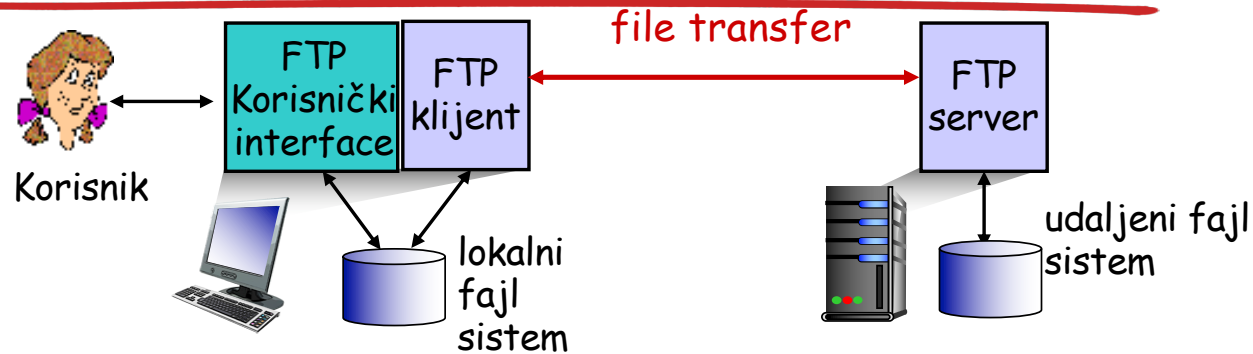 file transfer
FTP
Korisnički
interface
FTP
klijent
FTP
server
Korisnik
lokalni
fajl
sistem
udaljeni fajl
sistem